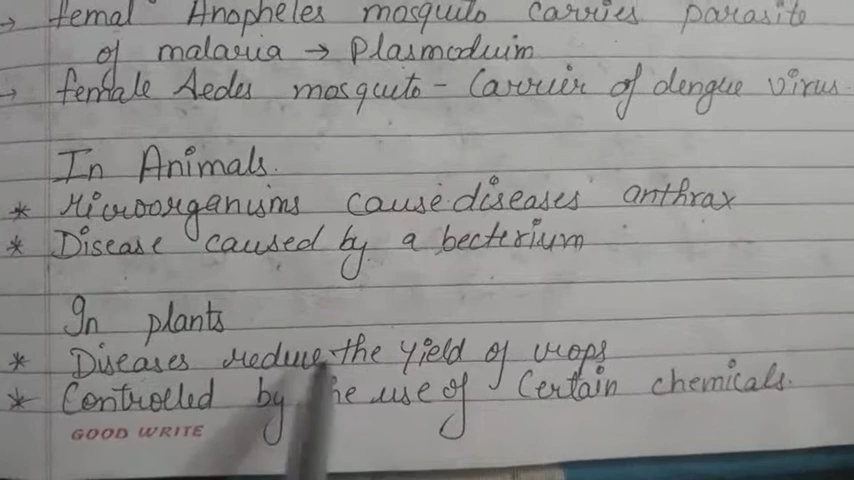 → femal Anopheles mosquito carries parasite
of malaria → Plasmoduim
→ female Aedes mosquito - Carrier of dengue virus.
In Animals.
* Microorganisms cause diseases anthrax
* Disease caused by a becterium
In plants
* Diseases reduce the yield of crops
* Controlled by the use of Certain chemicals.
GOOD WRITE